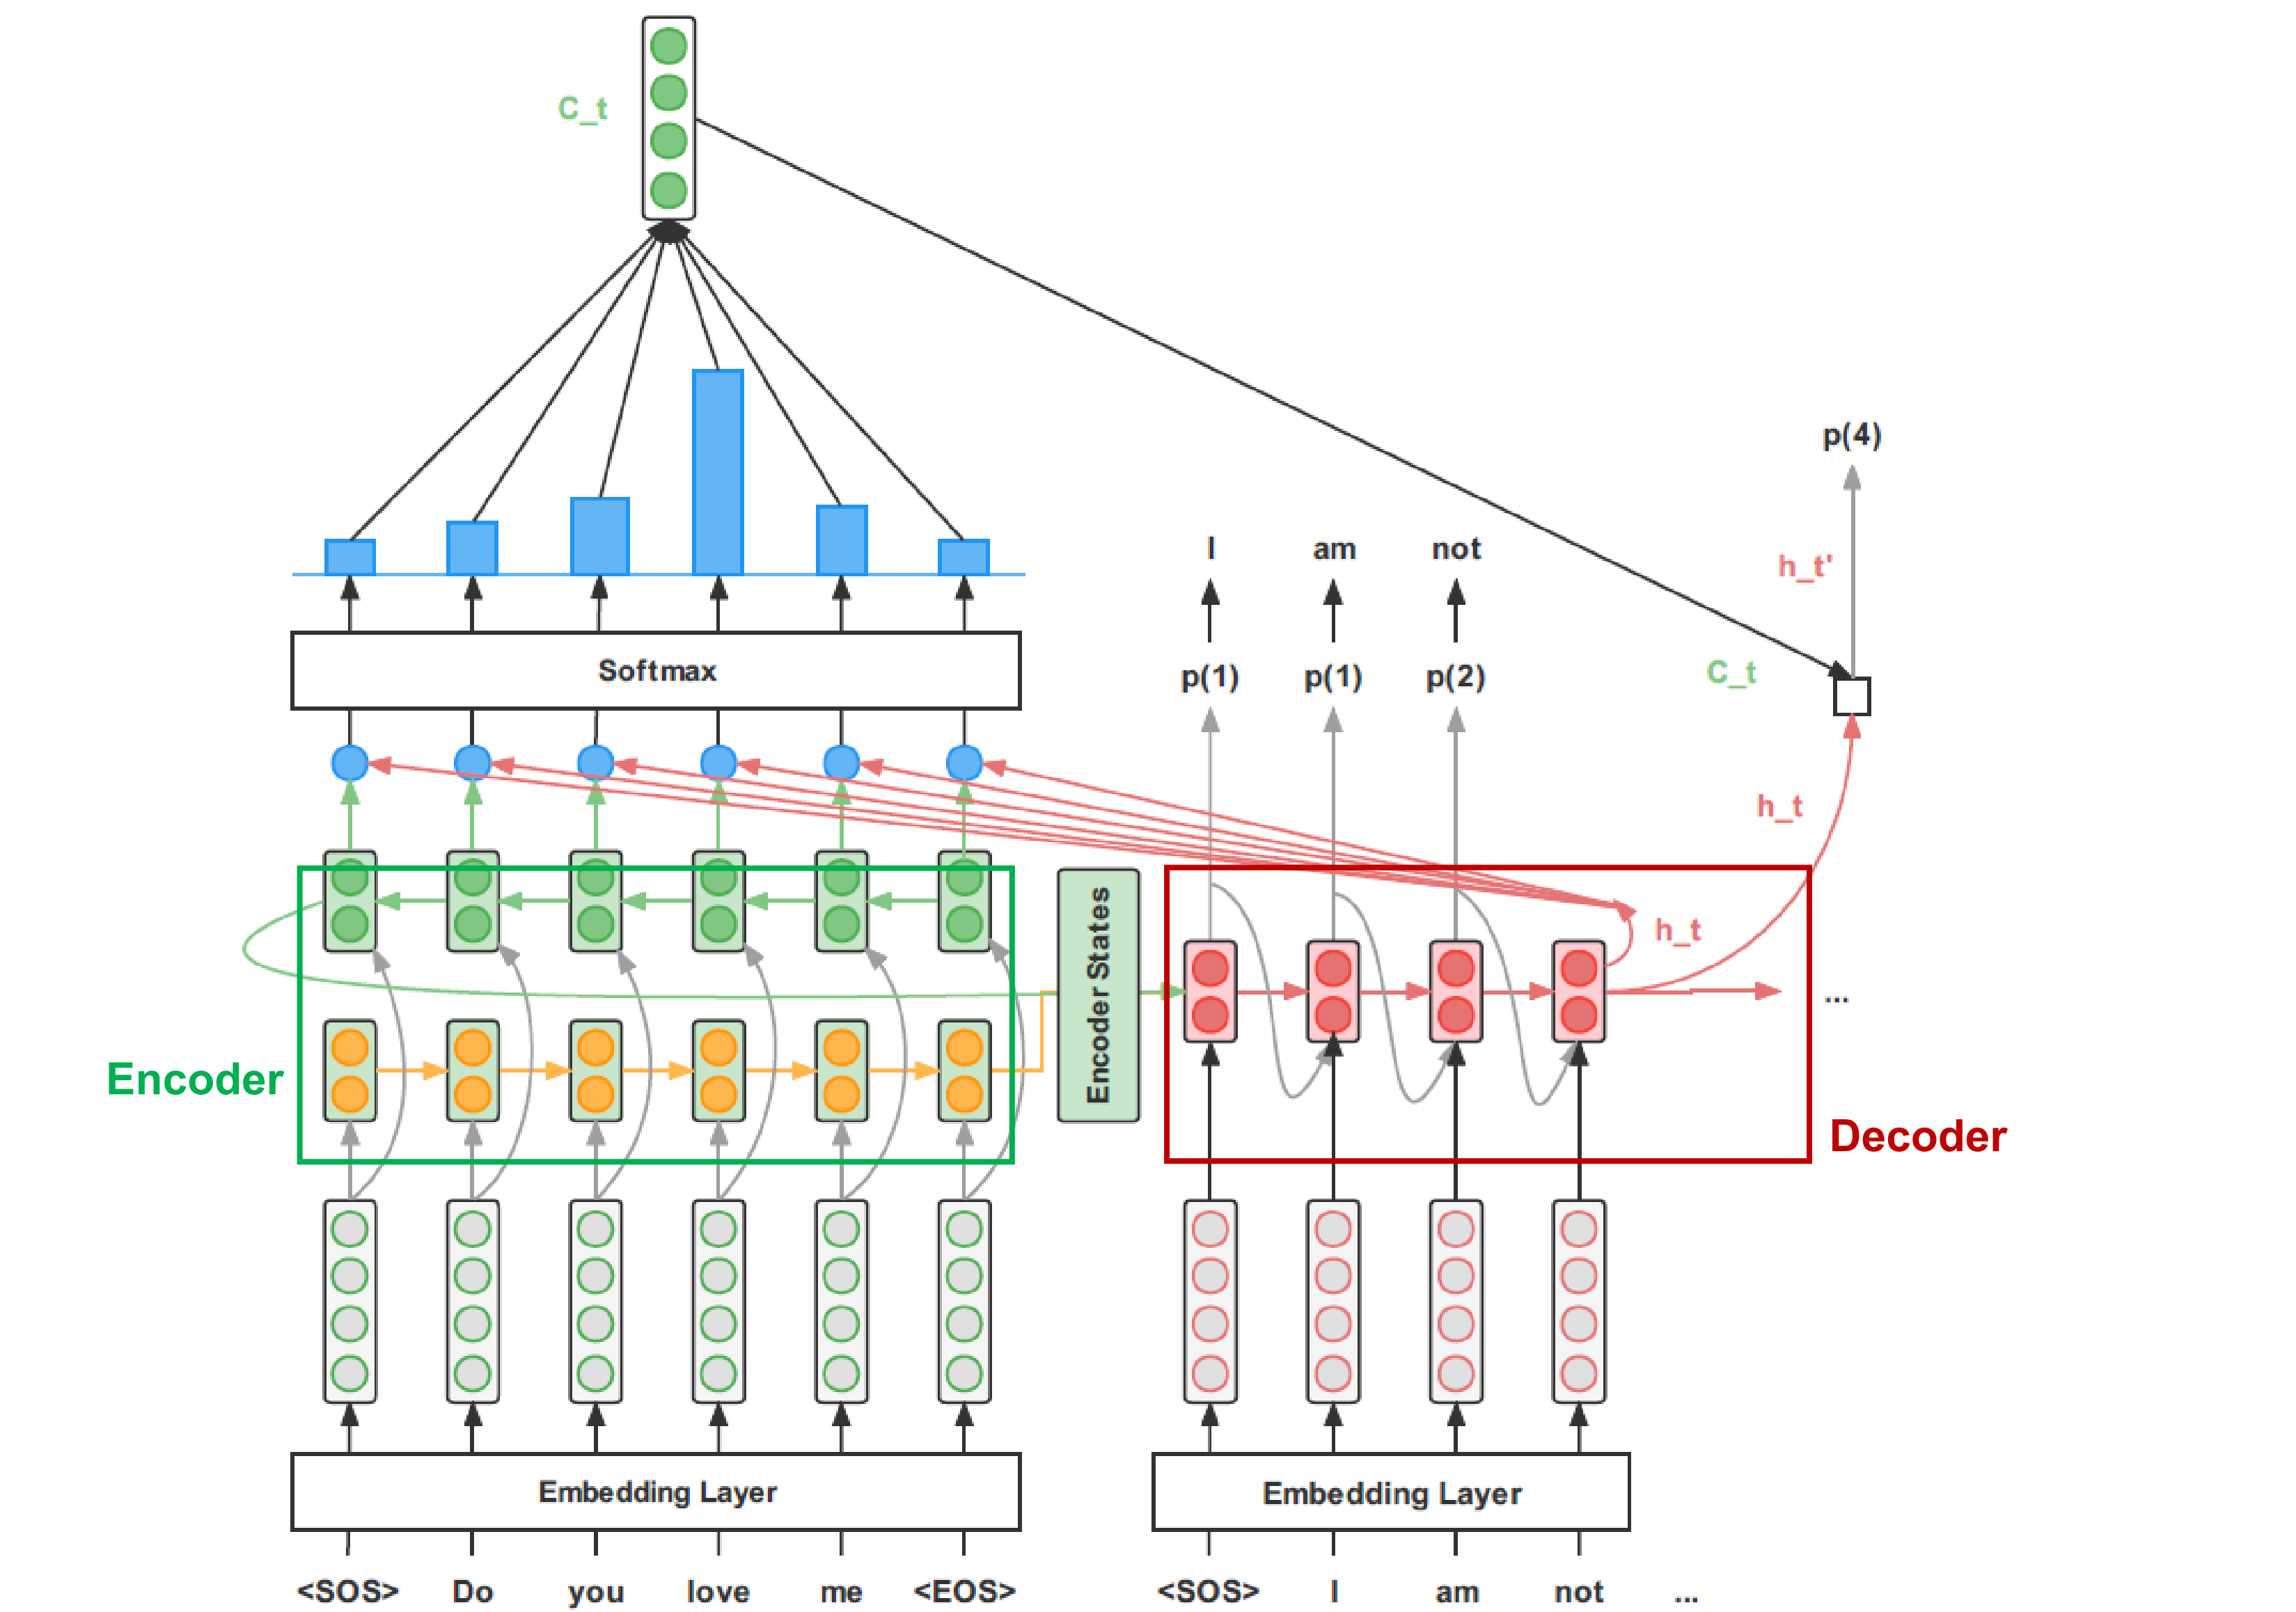 C_t
p(4)
I am not
h_t'
Softmax
p(1) p(1) p(2)
C_t
h_t
h_t
Encoder States
...
Encoder
Decoder
Embedding Layer
Embedding Layer
<SOS> Do you love me <EOS>
<SOS> I am not ...